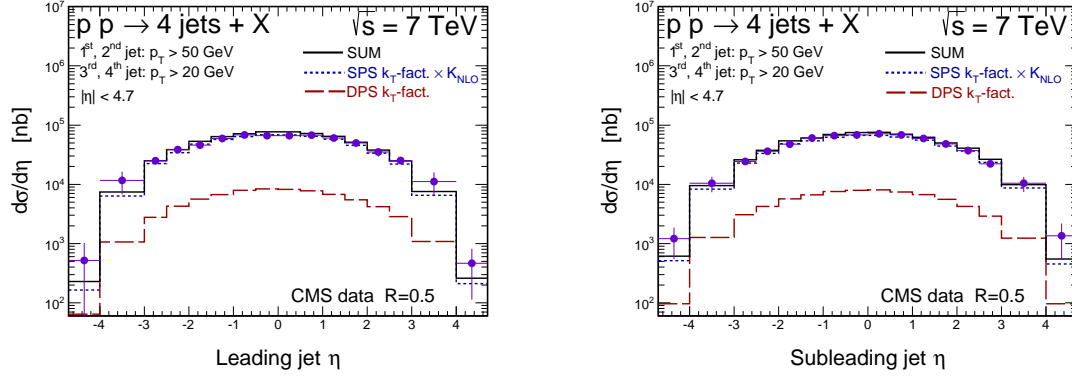 p p → 4 jets + X √s = 7 TeV
1st, 2nd jet: pT > 50 GeV
3rd, 4th jet: pT > 20 GeV
|η| < 4.7
SUM
SPS kT-fact. × KNLO
DPS kT-fact.
dσ/dη [nb]
10^7
10^6
10^5
10^4
10^3
10^2
CMS data R=0.5
-4 -3 -2 -1 0 1 2 3 4
Leading jet η
p p → 4 jets + X √s = 7 TeV
1st, 2nd jet: pT > 50 GeV
3rd, 4th jet: pT > 20 GeV
|η| < 4.7
SUM
SPS kT-fact. × KNLO
DPS kT-fact.
dσ/dη [nb]
10^7
10^6
10^5
10^4
10^3
10^2
CMS data R=0.5
-4 -3 -2 -1 0 1 2 3 4
Subleading jet η